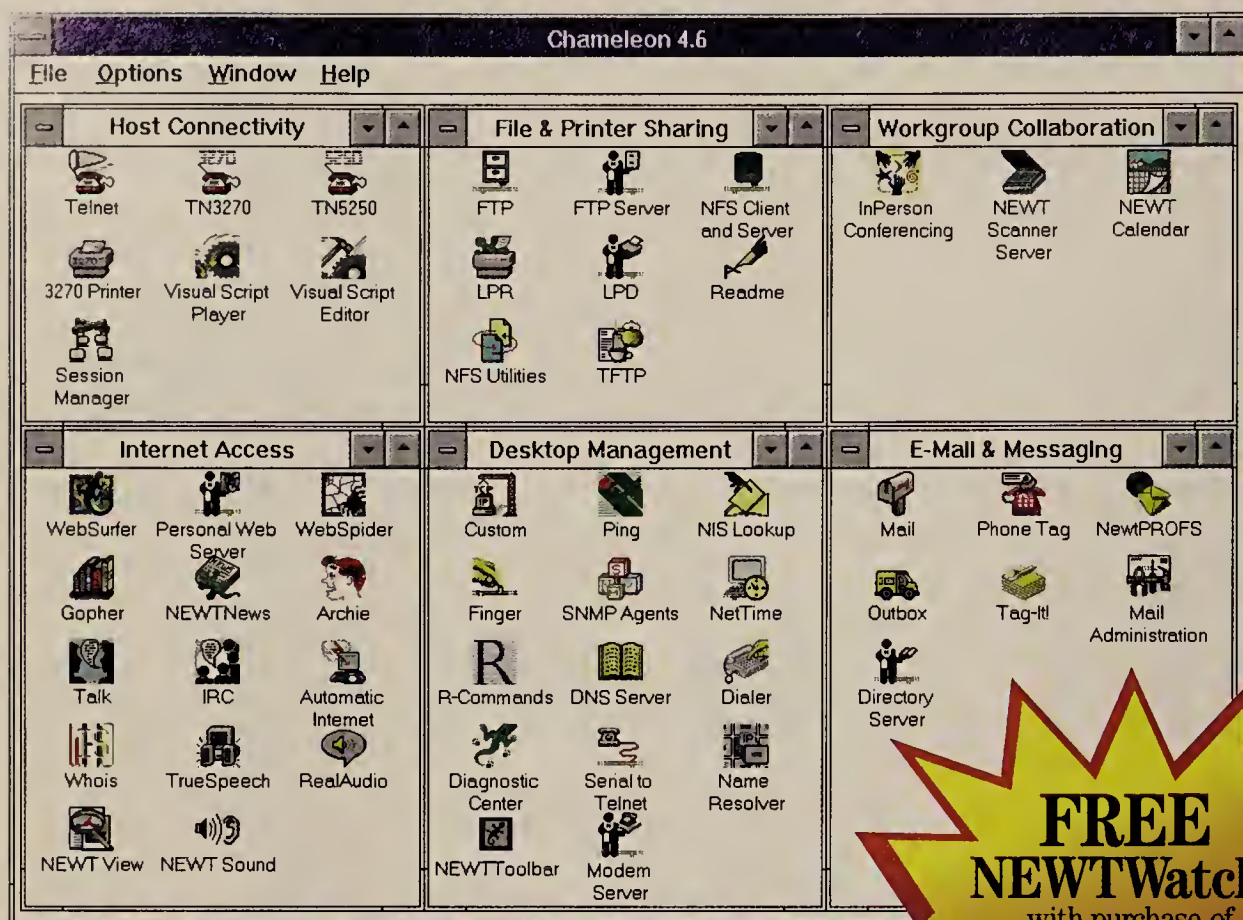 Chameleon 4.6
File Options Window Help
Host Connectivity
Telnet
TN3270
TN5250
3270 Printer
Visual Script
Player
Visual Script
Editor
Session
Manager
File & Printer Sharing
FTP
FTP Server
NFS Client
and Server
LPR
LPD
Readme
NFS Utilities
TFTP
Workgroup Collaboration
InPerson
Conferencing
NEWT
Scanner
Server
NEWT
Calendar
Internet Access
WebSurfer
Personal Web
Server
WebSpider
Gopher
NEWTNews
Archie
Talk
IRC
Automatic
Internet
Whois
TrueSpeech
RealAudio
NEWT View
NEWT Sound
Desktop Management
Custom
Ping
NIS Lookup
Finger
SNMP Agents
NetTime
R
R-Commands
DNS Server
Dialer
Diagnostic
Center
Serial to
Telnet
Name
Resolver
NEWTToolbar
Modem
Server
E-Mail & Messaging
Mail
Phone Tag
NewtPROFS
Outbox
Tag-It!
Mail
Administration
Directory
Server
FREE
NEWTWatch
with purchase of